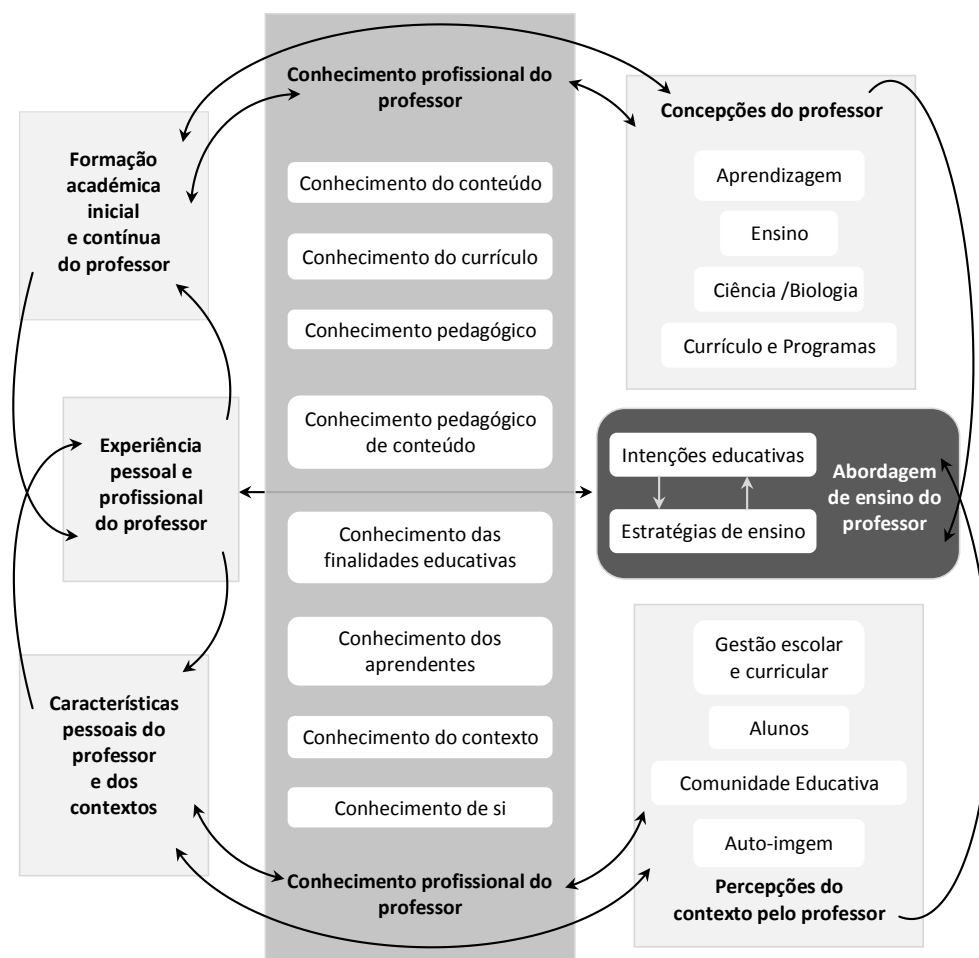 Formação
académica
inicial
e contínua
do professor
Experiência
pessoal e
profissional
do professor
Características
pessoais do
professor
e dos
contextos
Conhecimento profissional do
professor
Conhecimento do conteúdo
Conhecimento do currículo
Conhecimento pedagógico
Conhecimento pedagógico
de conteúdo
Conhecimento das
finalidades educativas
Conhecimento dos
aprendentes
Conhecimento do contexto
Conhecimento de si
Conhecimento profissional do
professor
Concepções do professor
Aprendizagem
Ensino
Ciência /Biologia
Currículo e Programas
Intenções educativas
Estratégias de ensino
Abordagem
de ensino do
professor
Gestão escolar
e curricular
Alunos
Comunidade Educativa
Auto-imgem
Percepções do
contexto pelo professor